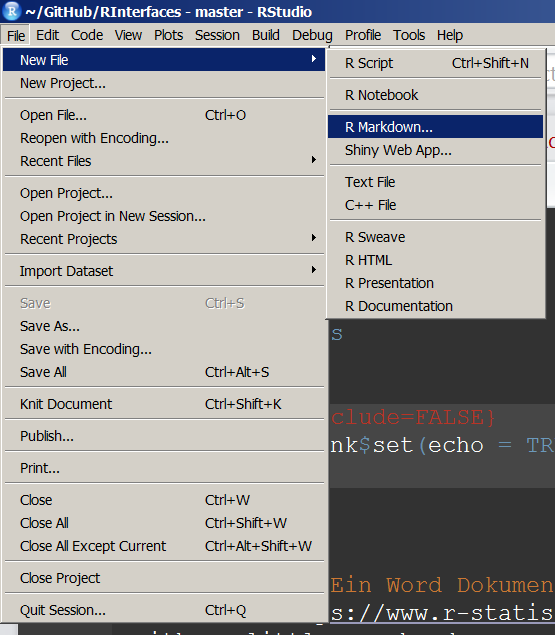 ~/GitHub/RInterfaces - master - RStudio
File Edit Code View Plots Session Build Debug Profile Tools Help
New File
New Project...
Open File... Ctrl+O
Reopen with Encoding...
Recent Files
Open Project...
Open Project in New Session...
Recent Projects
Import Dataset
Save Ctrl+S
Save As...
Save with Encoding...
Save All Ctrl+Alt+S
Knit Document Ctrl+Shift+K
Publish...
Print...
Close Ctrl+W
Close All Ctrl+Shift+W
Close All Except Current Ctrl+Alt+Shift+W
Close Project
Quit Session... Ctrl+Q
R Script Ctrl+Shift+N
R Notebook
R Markdown...
Shiny Web App...
Text File
C++ File
R Sweave
R HTML
R Presentation
R Documentation
s
clude=FALSE}
nk$set(echo = TR
Ein Word Dokumen
s://www.r-statis